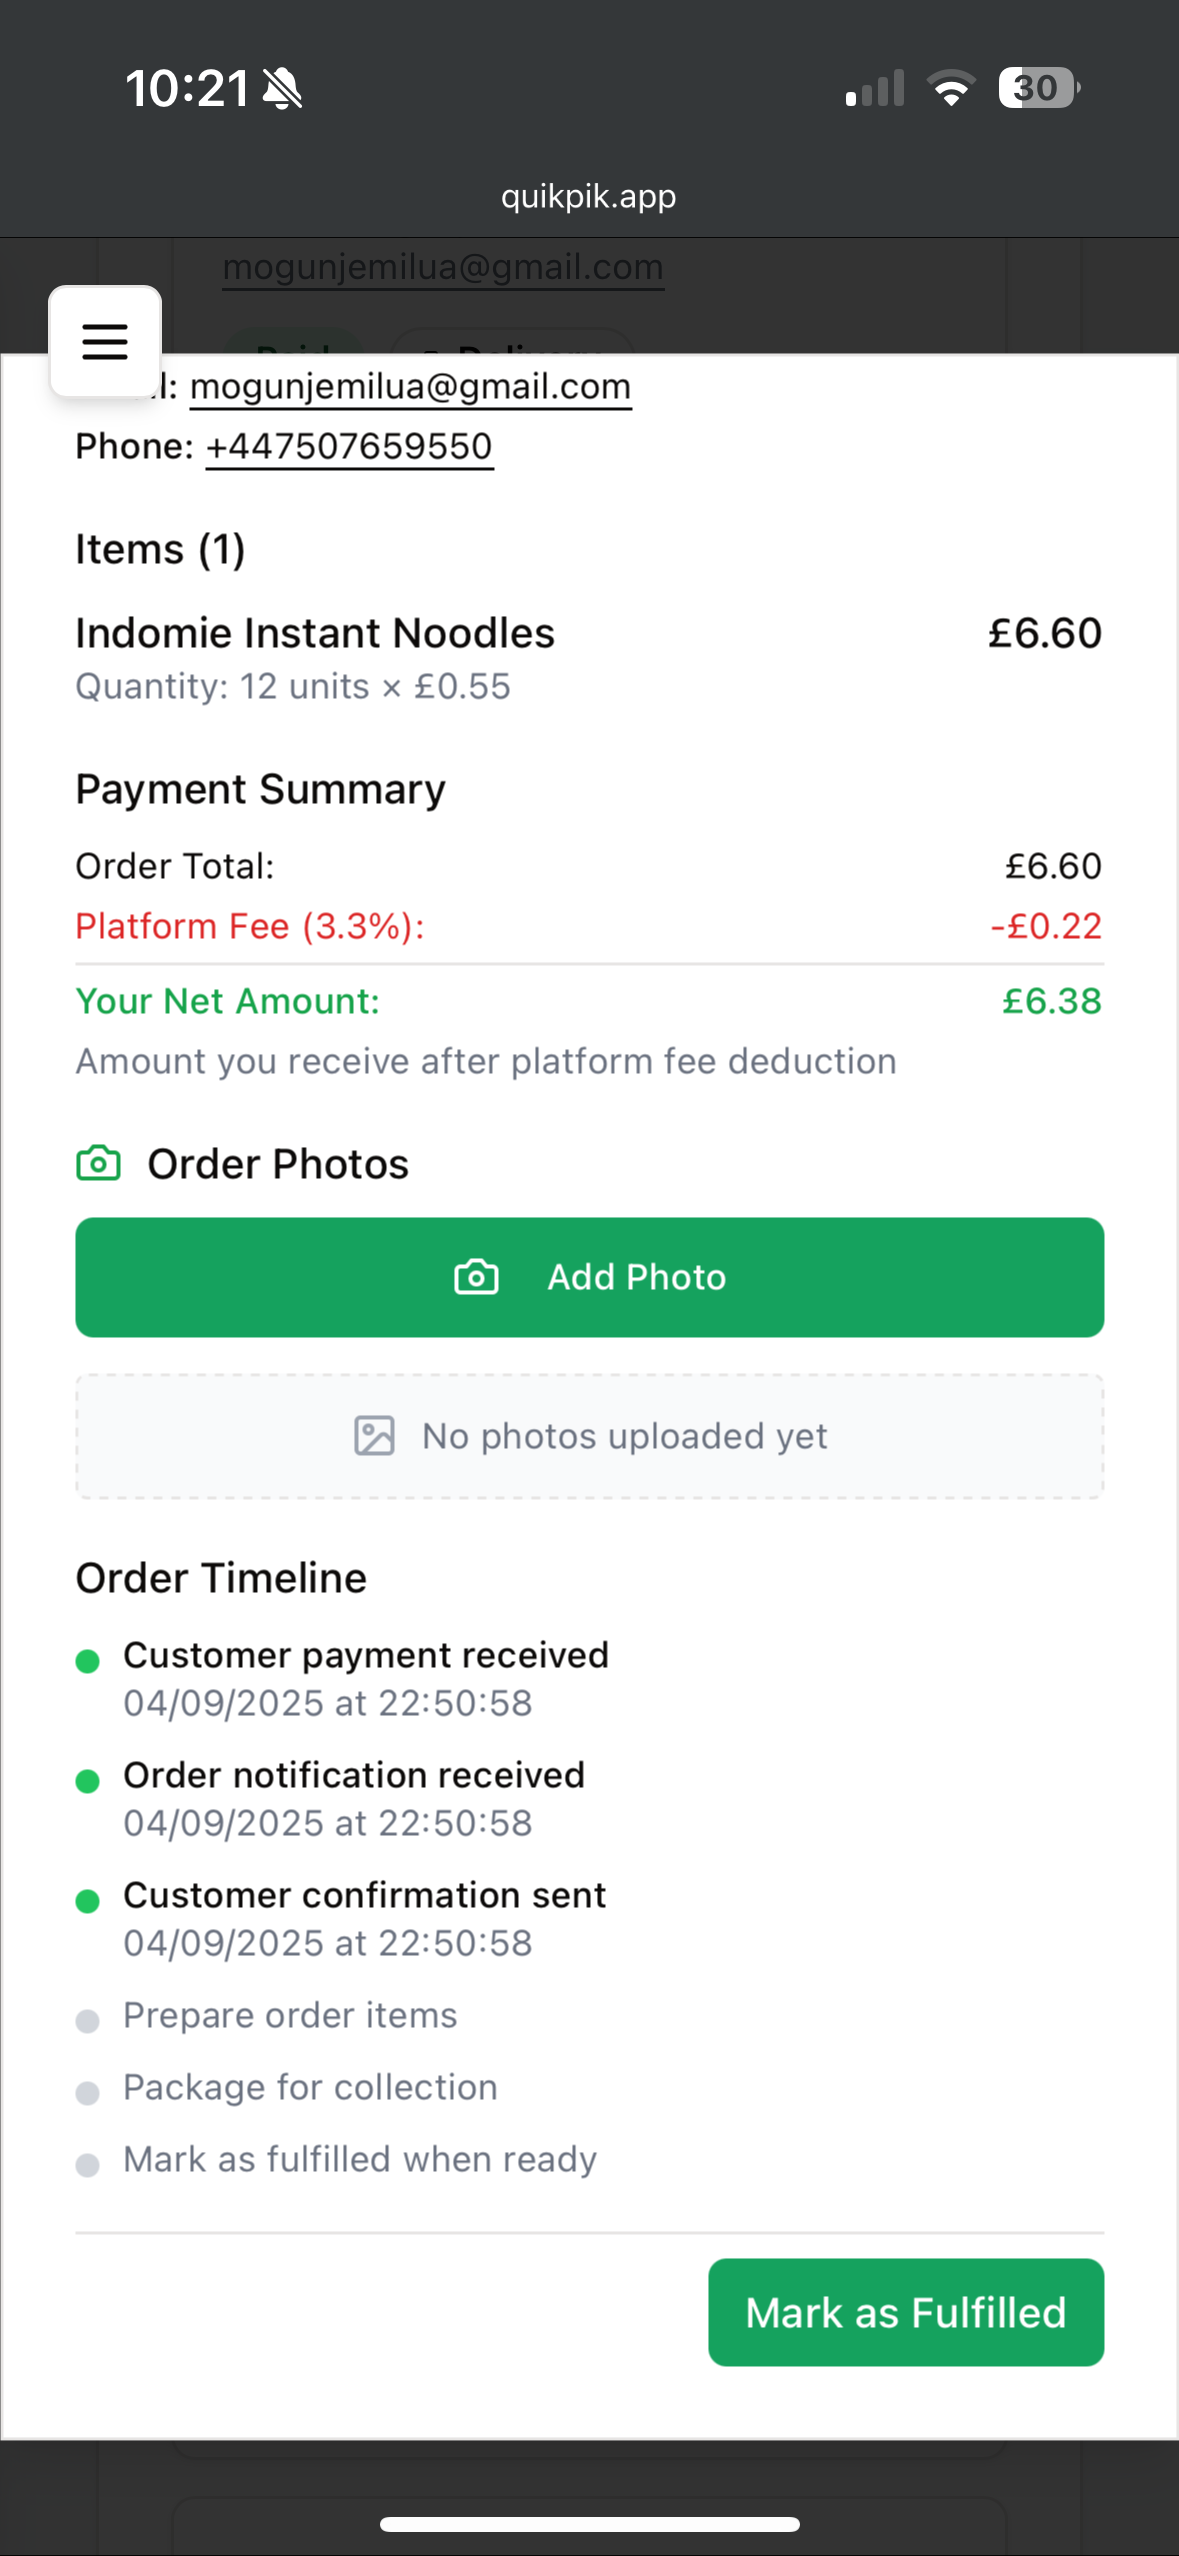 10:21
30
quikpik.app
mogunjemilua@gmail.com
Paid Delivery
l: mogunjemilua@gmail.com
Phone: +447507659550
Items (1)
Indomie Instant Noodles £6.60
Quantity: 12 units × £0.55
Payment Summary
Order Total: £6.60
Platform Fee (3.3%): -£0.22
Your Net Amount: £6.38
Amount you receive after platform fee deduction
Order Photos
Add Photo
No photos uploaded yet
Order Timeline
Customer payment received
04/09/2025 at 22:50:58
Order notification received
04/09/2025 at 22:50:58
Customer confirmation sent
04/09/2025 at 22:50:58
Prepare order items
Package for collection
Mark as fulfilled when ready
Mark as Fulfilled